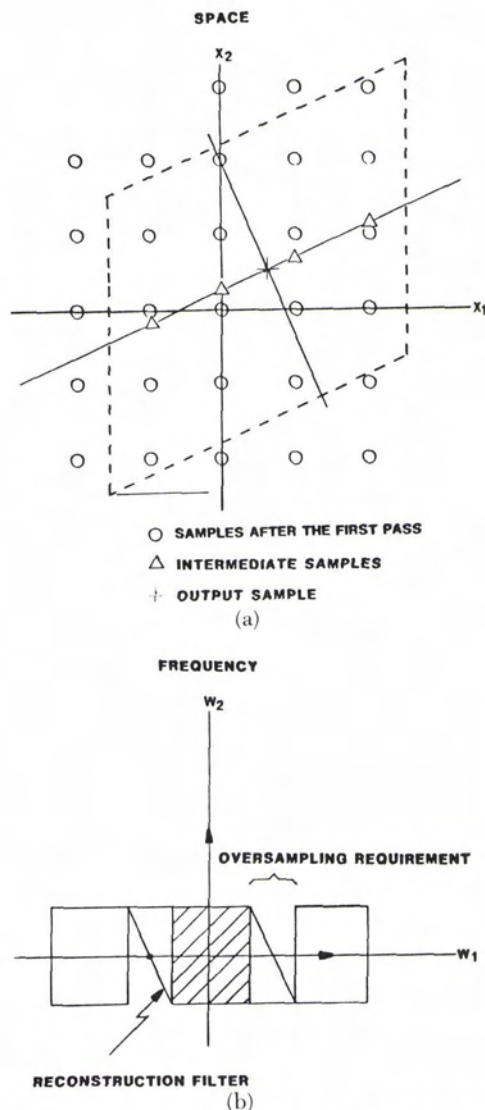 SPACE
X2
X1
SAMPLES AFTER THE FIRST PASS
INTERMEDIATE SAMPLES
OUTPUT SAMPLE
(a)
FREQUENCY
W2
OVERSAMPLING REQUIREMENT
W1
RECONSTRUCTION FILTER
(b)